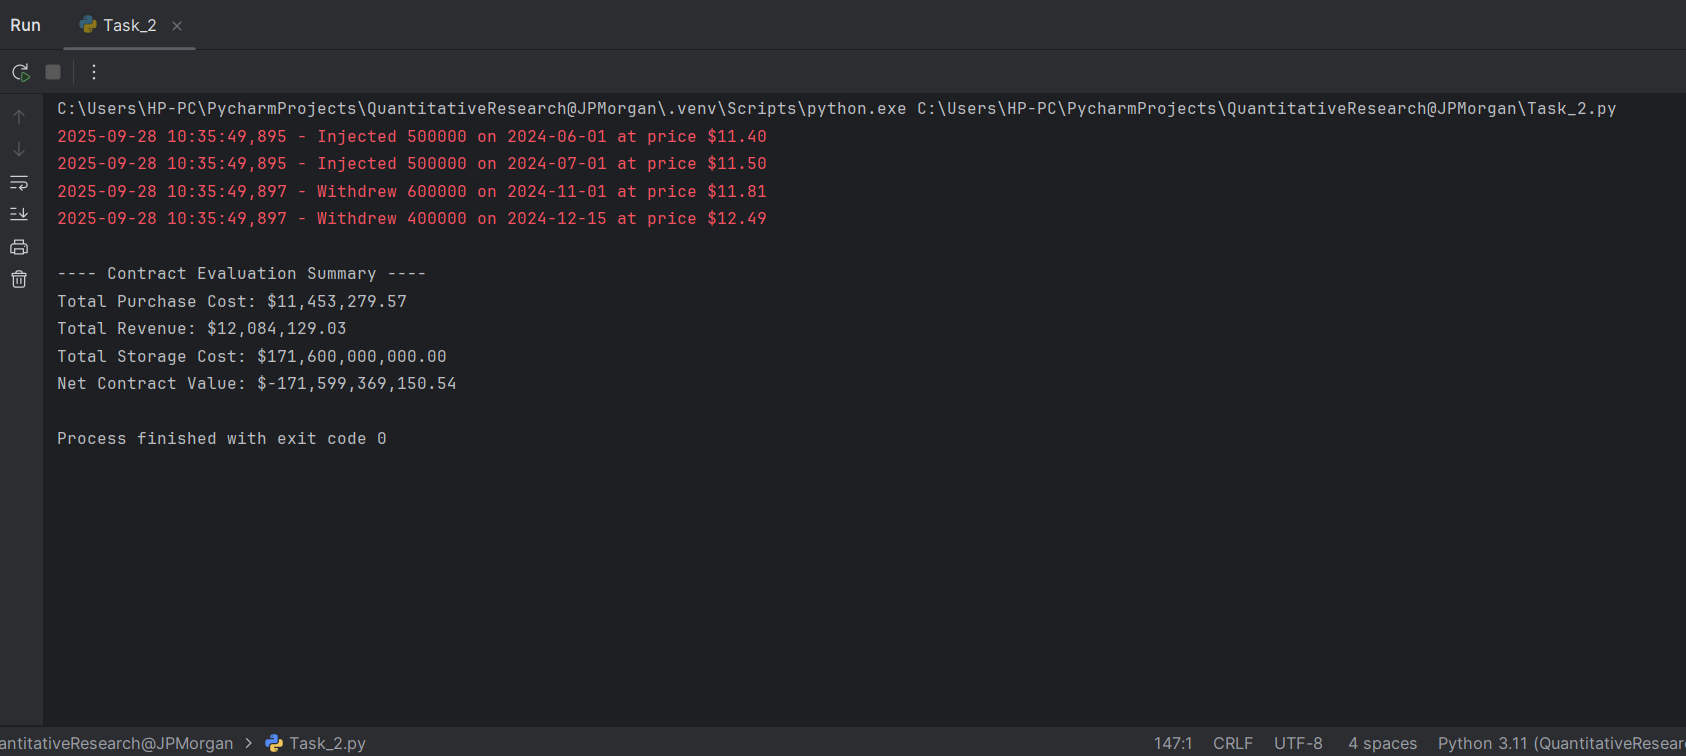 Run Task_2
C:\Users\HP-PC\PycharmProjects\QuantitativeResearch@JPMorgan\.venv\Scripts\python.exe C:\Users\HP-PC\PycharmProjects\QuantitativeResearch@JPMorgan\Task_2.py
2025-09-28 10:35:49,895 - Injected 500000 on 2024-06-01 at price $11.40
2025-09-28 10:35:49,895 - Injected 500000 on 2024-07-01 at price $11.50
2025-09-28 10:35:49,897 - Withdrew 600000 on 2024-11-01 at price $11.81
2025-09-28 10:35:49,897 - Withdrew 400000 on 2024-12-15 at price $12.49
---- Contract Evaluation Summary ----
Total Purchase Cost: $11,453,279.57
Total Revenue: $12,084,129.03
Total Storage Cost: $171,600,000,000.00
Net Contract Value: $-171,599,369,150.54
Process finished with exit code 0
antitativeResearch@JPMorgan > Task_2.py 147:1 CRLF UTF-8 4 spaces Python 3.11 (QuantitativeResear